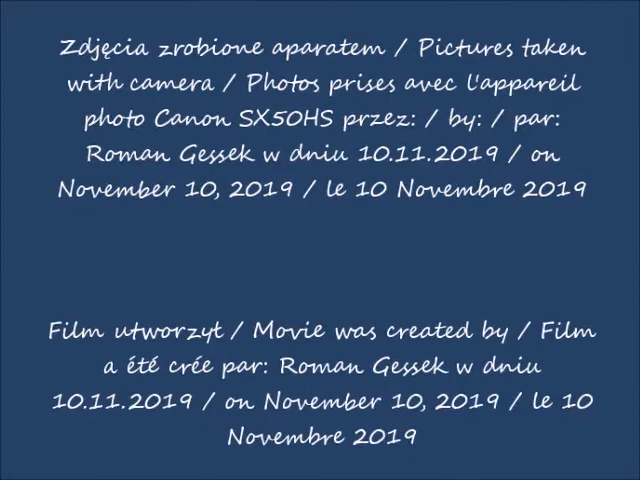 Zdjęcia zrobione aparatem / Pictures taken
with camera / Photos prises avec l'appareil
photo Canon SX50HS przez: / by: / par:
Roman Gessek w dniu 10.11.2019 / on
November 10, 2019 / le 10 Novembre 2019
Film utworzył / Movie was created by / Film
a été crée par: Roman Gessek w dniu
10.11.2019 / on November 10, 2019 / le 10
Novembre 2019